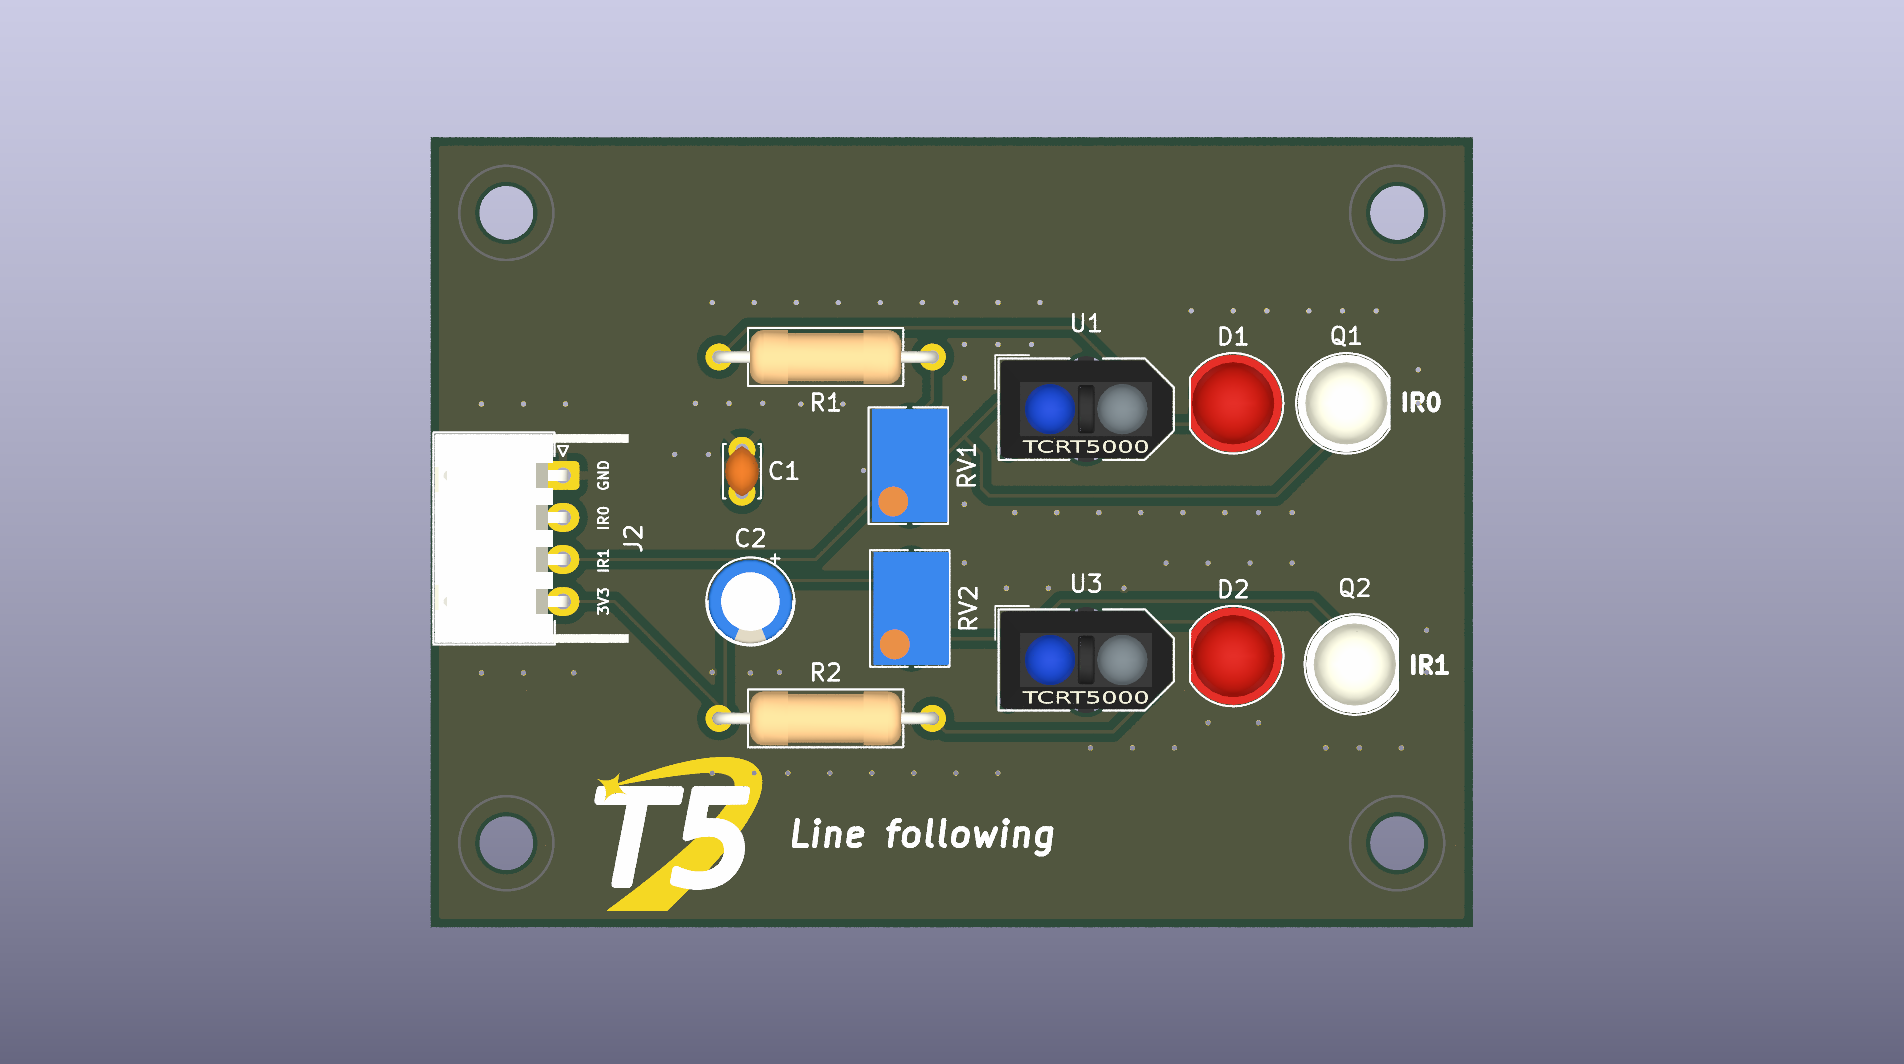 U1
D1
Q1
R1
IR0
TCRT5000
RV1
C1
GND
IR0
J2
IR1
3V3
C2
+
RV2
U3
D2
Q2
TCRT5000
IR1
R2
T5
Line following